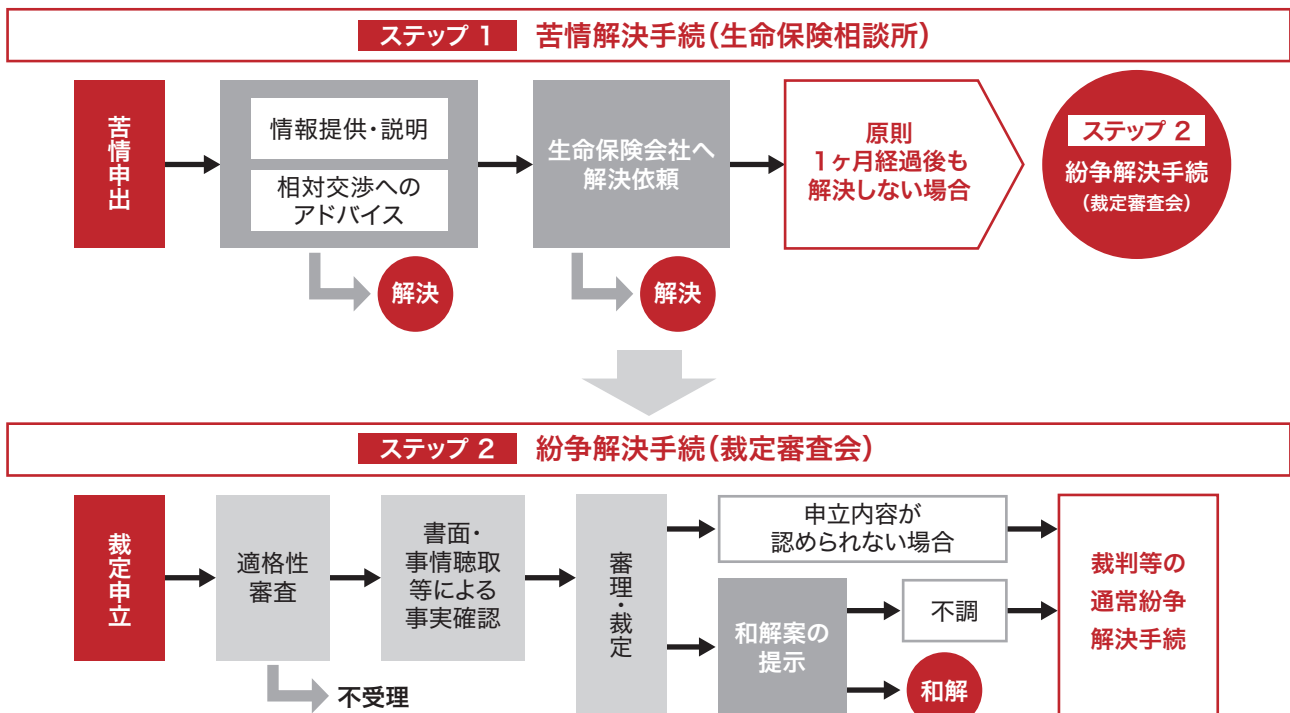 ステップ 1 苦情解決手続(生命保険相談所)
苦情申出
情報提供・説明
相対交渉への
アドバイス
解決
生命保険会社へ
解決依頼
解決
原則
1ヶ月経過後も
解決しない場合
ステップ 2
紛争解決手続
(裁定審査会)
ステップ 2 紛争解決手続(裁定審査会)
裁定申立
適格性
審査
不受理
書面・
事情聴取
等による
事実確認
審理・裁定
申立内容が
認められない場合
和解案の
提示
不調
和解
裁判等の
通常紛争
解決手続